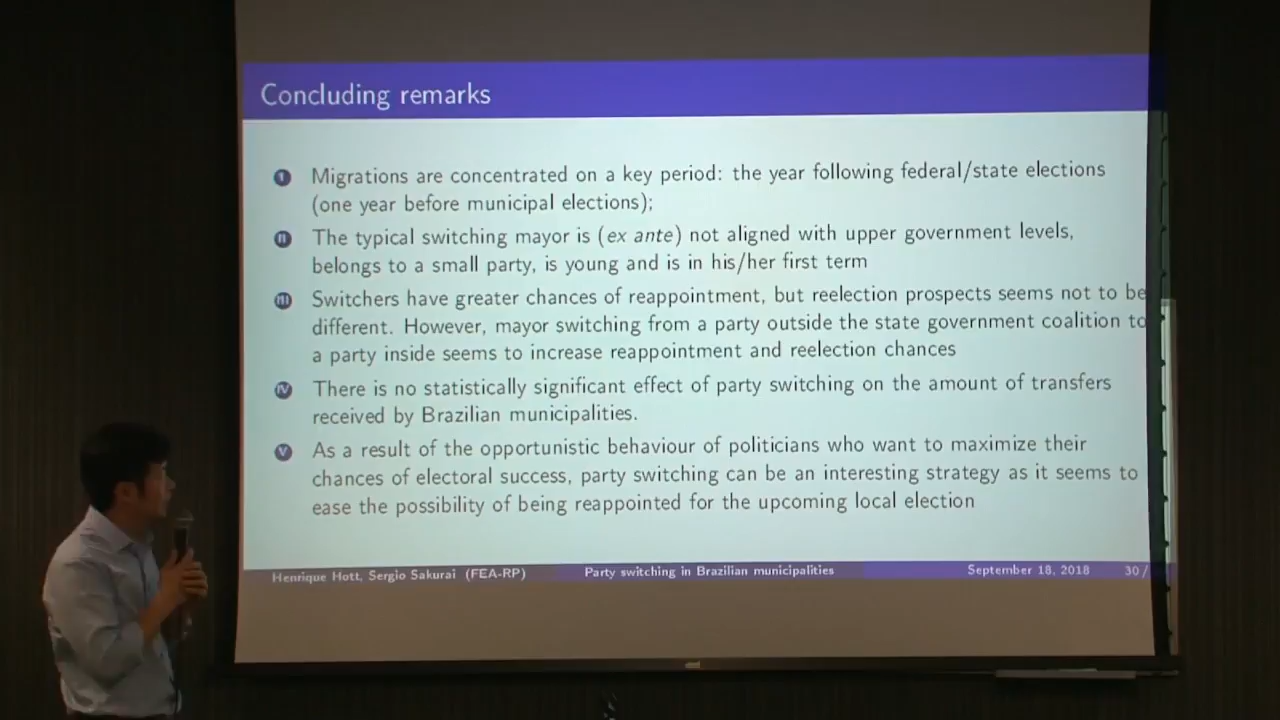 Concluding remarks
I Migrations are concentrated on a key period: the year following federal/state elections
(one year before municipal elections);
II The typical switching mayor is (ex ante) not aligned with upper government levels,
belongs to a small party, is young and is in his/her first term
III Switchers have greater chances of reappointment, but reelection prospects seems not to be
different. However, mayor switching from a party outside the state government coalition to
a party inside seems to increase reappointment and reelection chances
IV There is no statistically significant effect of party switching on the amount of transfers
received by Brazilian municipalities.
V As a result of the opportunistic behaviour of politicians who want to maximize their
chances of electoral success, party switching can be an interesting strategy as it seems to
ease the possibility of being reappointed for the upcoming local election
Henrique Hott, Sergio Sakurai (FEA-RP) Party switching in Brazilian municipalities September 18, 2018 30 /